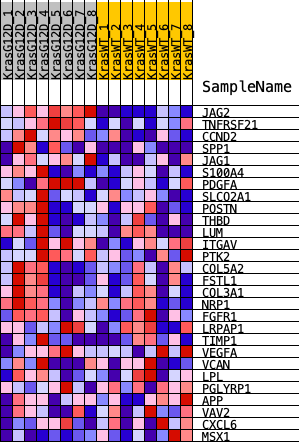 KrasG12D_1
KrasG12D_2
KrasG12D_3
KrasG12D_4
KrasG12D_5
KrasG12D_6
KrasG12D_7
KrasG12D_8
KrasWT_1
KrasWT_2
KrasWT_3
KrasWT_4
KrasWT_5
KrasWT_6
KrasWT_7
KrasWT_8
SampleName
JAG2
TNFRSF21
CCND2
SPP1
JAG1
S100A4
PDGFA
SLCO2A1
POSTN
THBD
LUM
ITGAV
PTK2
COL5A2
FSTL1
COL3A1
NRP1
FGFR1
LRPAP1
TIMP1
VEGFA
VCAN
LPL
PGLYRP1
APP
VAV2
CXCL6
MSX1